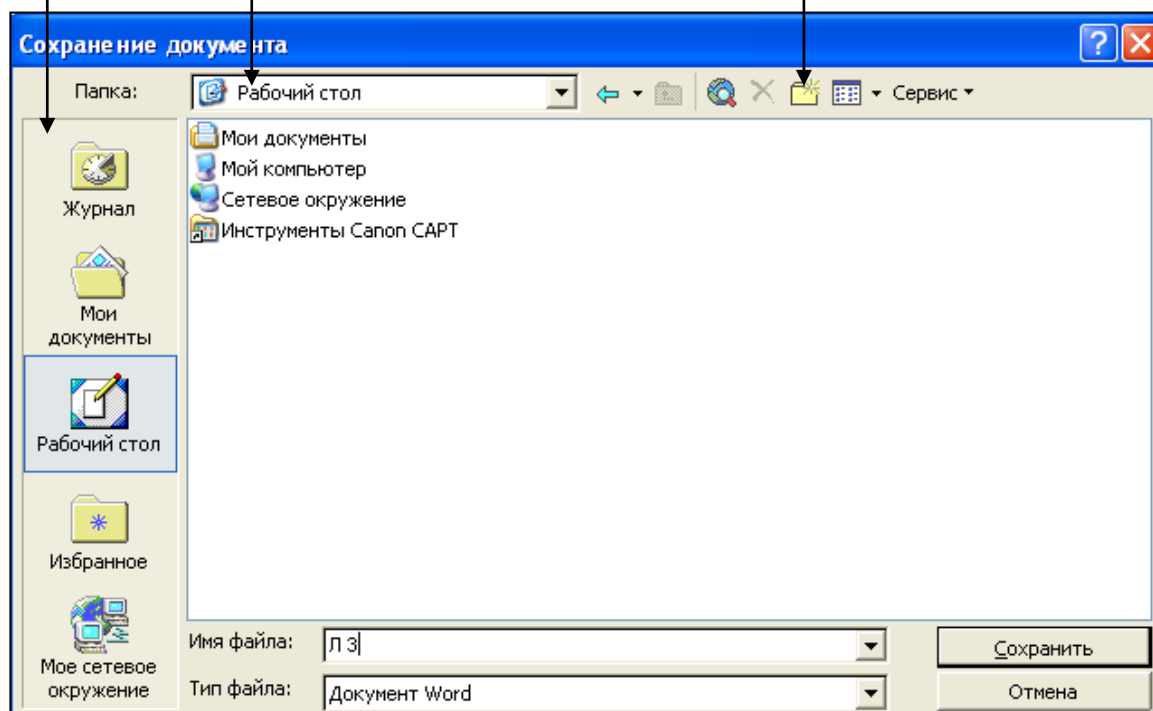 Сохранение документа
Папка:
Рабочий стол
Сервис
Мои документы
Мой компьютер
Сетевое окружение
Инструменты Canon CAPT
Журнал
Мои
документы
Рабочий стол
Избранное
Мое сетевое
окружение
Имя файла:
Л 3
Сохранить
Тип файла:
Документ Word
Отмена